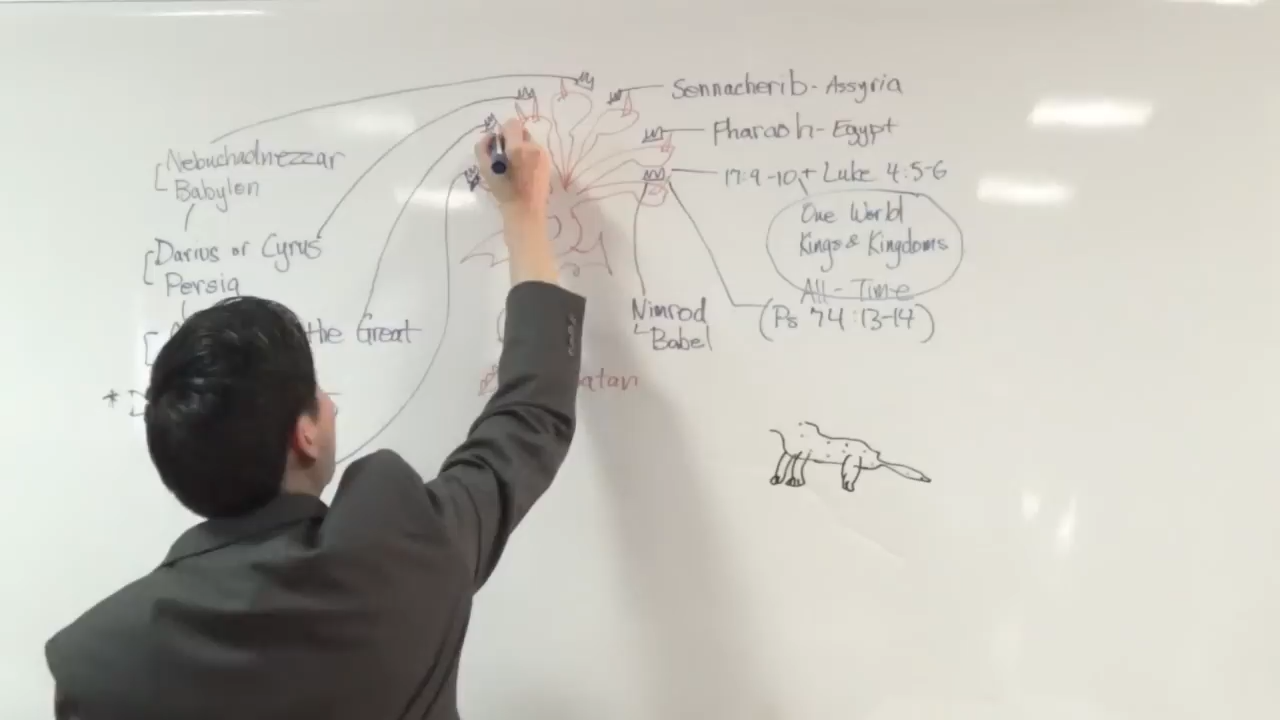 Sennacherib - Assyria
Pharaoh - Egypt
17:9-10, + Luke 4:5-6
One World
Kings & Kingdoms
All - Time
(Ps 74:13-14)
Nimrod
Babel
Nebuchadnezzar
Babylon
Darius or Cyrus
Persia
the Great
*